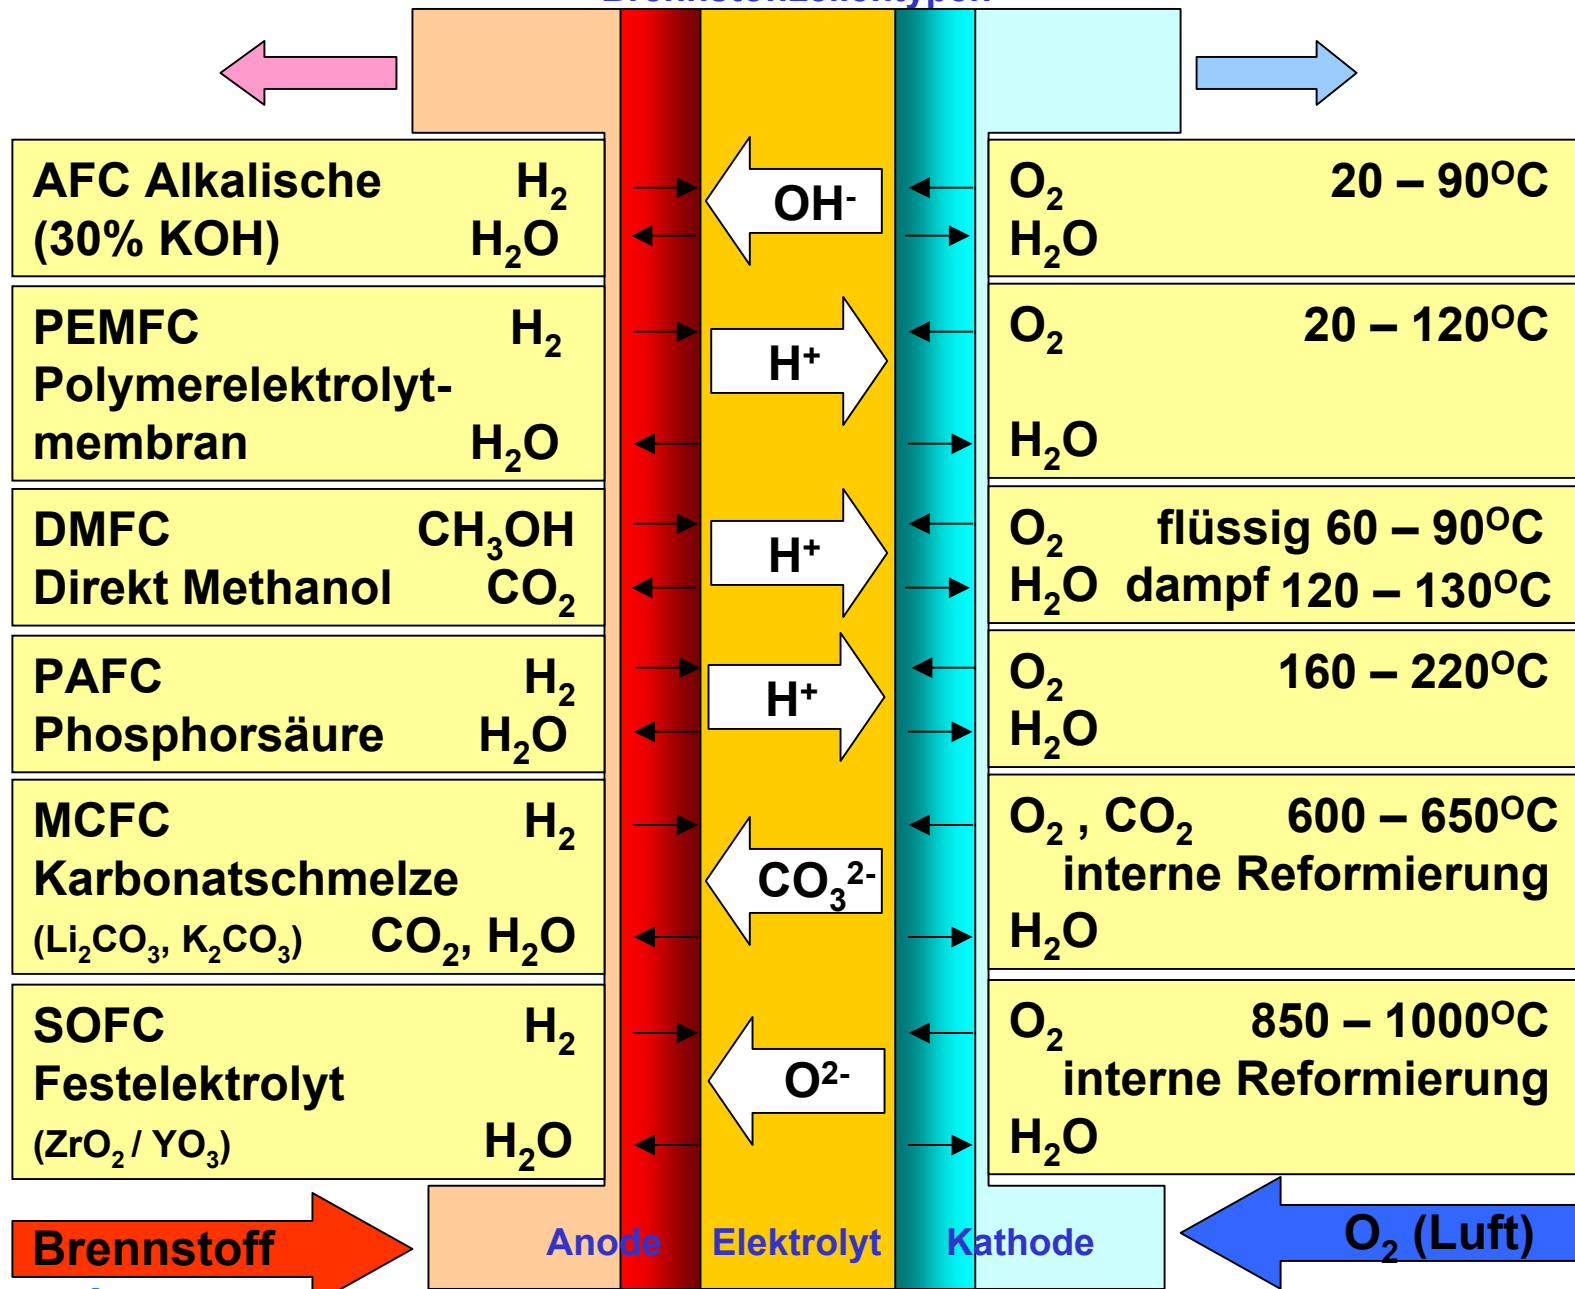 Brennstoffzellentypen
AFC Alkalische H₂ OH⁻ O₂ 20 – 90ᴼC
(30% KOH) H₂O H₂O
PEMFC H₂ H⁺ O₂ 20 – 120ᴼC
Polymerelektrolyt-
membran H₂O H₂O
DMFC CH₃OH H⁺ O₂ flüssig 60 – 90ᴼC
Direkt Methanol CO₂ H₂O dampf 120 – 130ᴼC
PAFC H₂ H⁺ O₂ 160 – 220ᴼC
Phosphorsäure H₂O H₂O
MCFC H₂ O₂ , CO₂ 600 – 650ᴼC
Karbonatschmelze CO₃²⁻ interne Reformierung
(Li₂CO₃, K₂CO₃) CO₂, H₂O H₂O
SOFC H₂ O₂ 850 – 1000ᴼC
Festelektrolyt O²⁻ interne Reformierung
(ZrO₂ / YO₃) H₂O H₂O
Brennstoff Anode Elektrolyt Kathode O₂ (Luft)